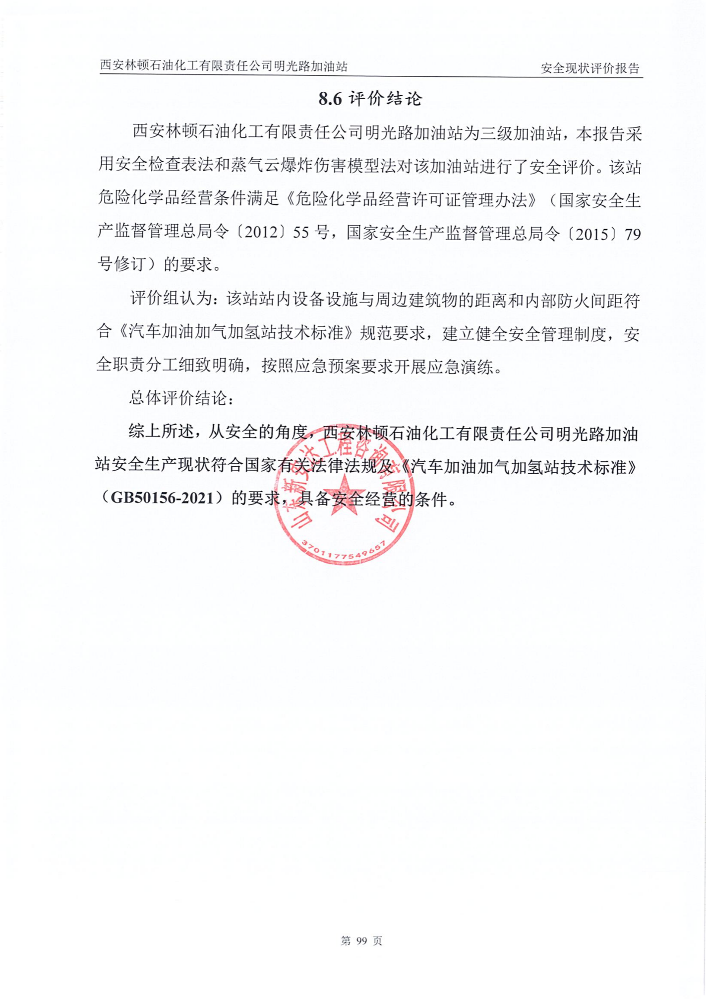 西安林顿石油化工有限责任公司明光路加油站 安全现状评价报告
8.6 评价结论
西安林顿石油化工有限责任公司明光路加油站为三级加油站，本报告采
用安全检查表法和蒸气云爆炸伤害模型法对该加油站进行了安全评价。该站
危险化学品经营条件满足《危险化学品经营许可证管理办法》（国家安全生
产监督管理总局令〔2012〕55 号，国家安全生产监督管理总局令〔2015〕79
号修订）的要求。
评价组认为：该站站内设备设施与周边建筑物的距离和内部防火间距符
合《汽车加油加气加氢站技术标准》规范要求，建立健全安全管理制度，安
全职责分工细致明确，按照应急预案要求开展应急演练。
总体评价结论：
综上所述，从安全的角度，西安林顿石油化工有限责任公司明光路加油
站安全生产现状符合国家有关法律法规及《汽车加油加气加氢站技术标准》
（GB50156-2021）的要求，具备安全经营的条件。
山东新安达工程咨询有限公司
3701177549657
第 99 页